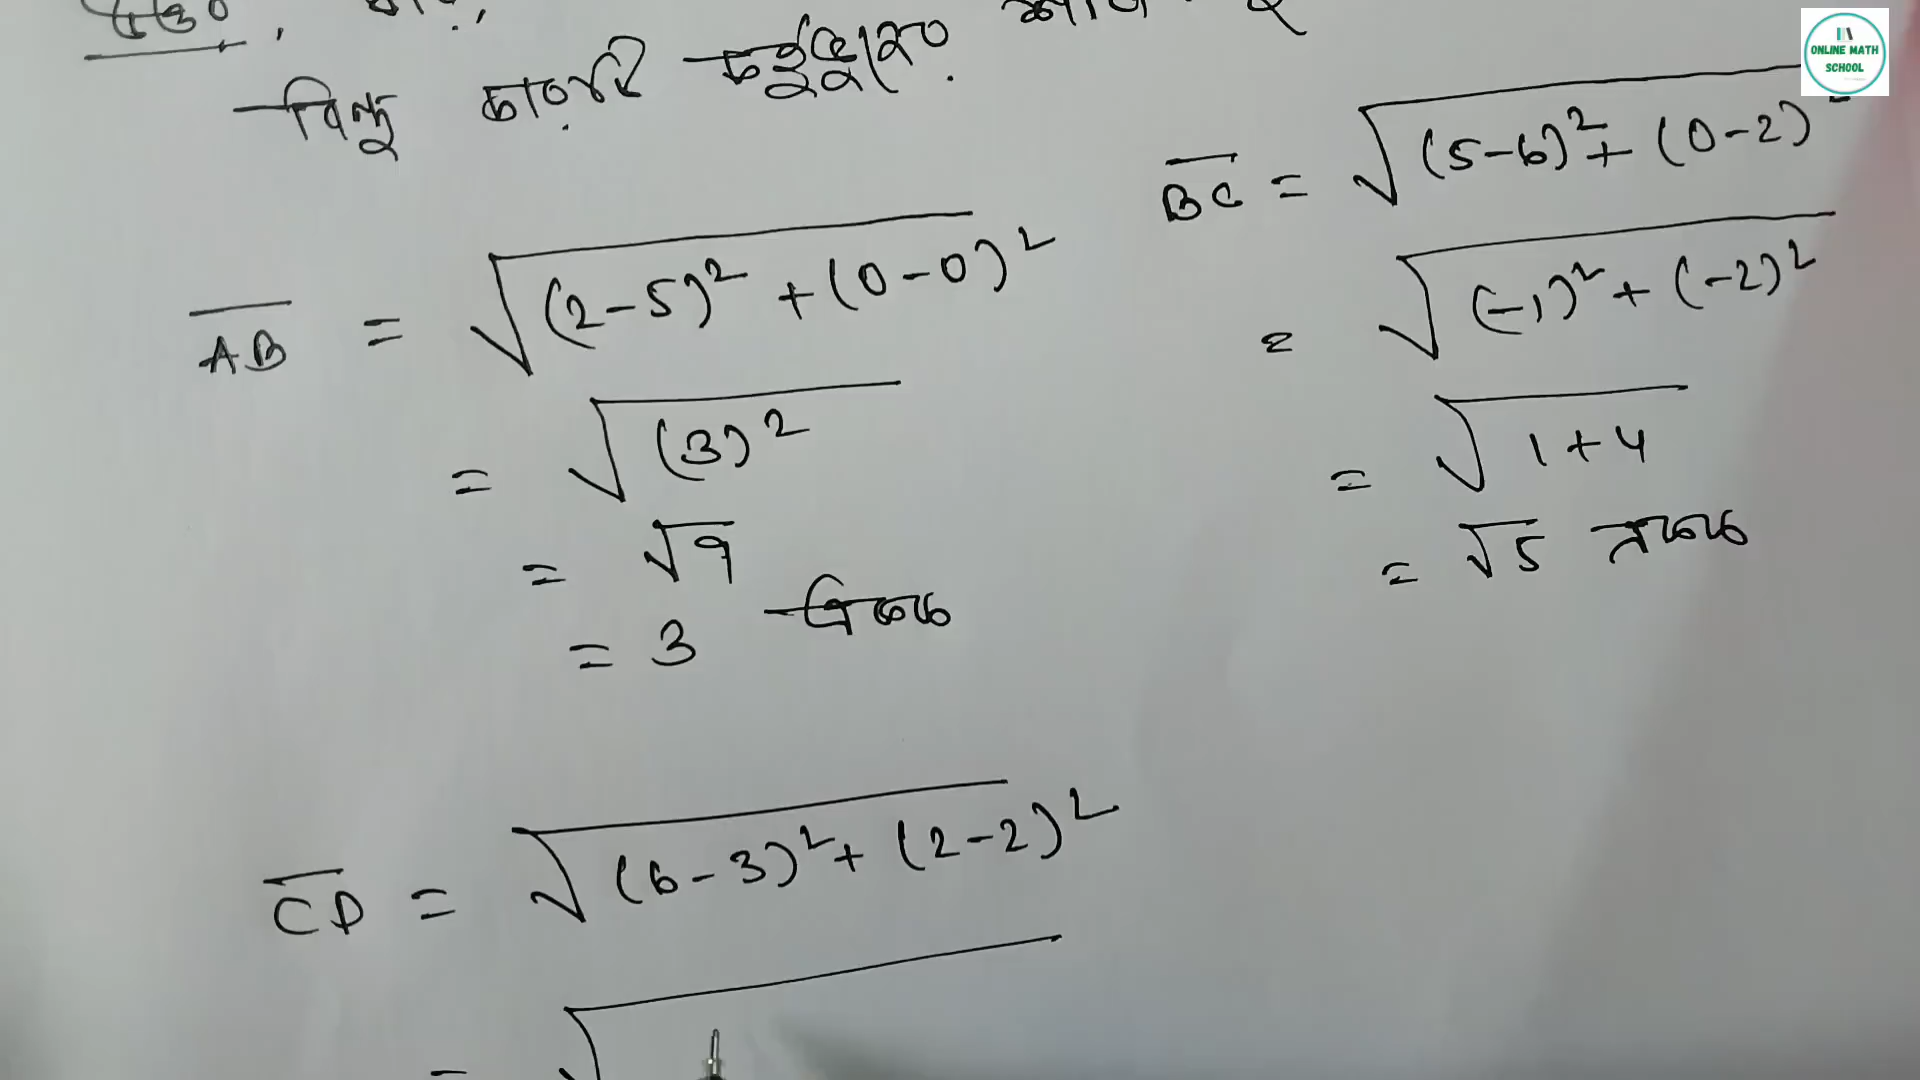 বিন্দু চারটি চতুর্ভুজের
AB = √(2-5)² + (0-0)²
= √(3)²
= √9
= 3 একক
BC = √(5-6)² + (0-2)²
= √(-1)² + (-2)²
= √1+4
= √5 একক
CD = √(6-3)² + (2-2)²
=
ONLINE MATH
SCHOOL